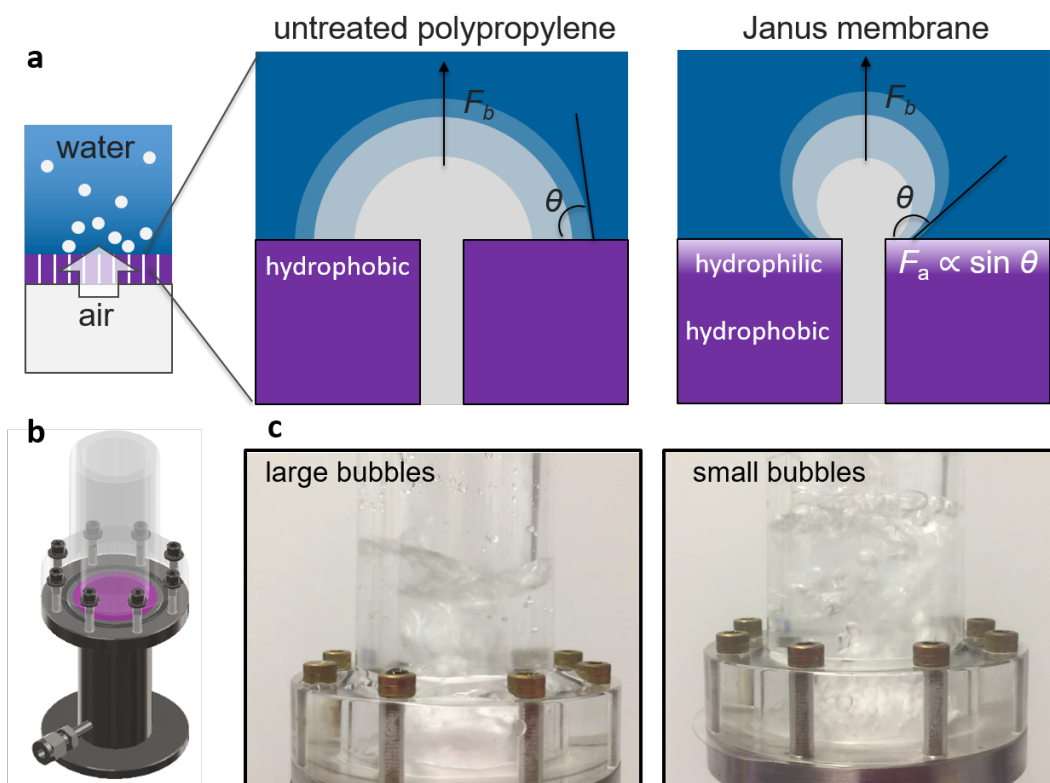 a
untreated polypropylene
Janus membrane
water
air
F_b
θ
hydrophobic
F_b
θ
hydrophilic
F_a ∝ sin θ
hydrophobic
b
c
large bubbles
small bubbles